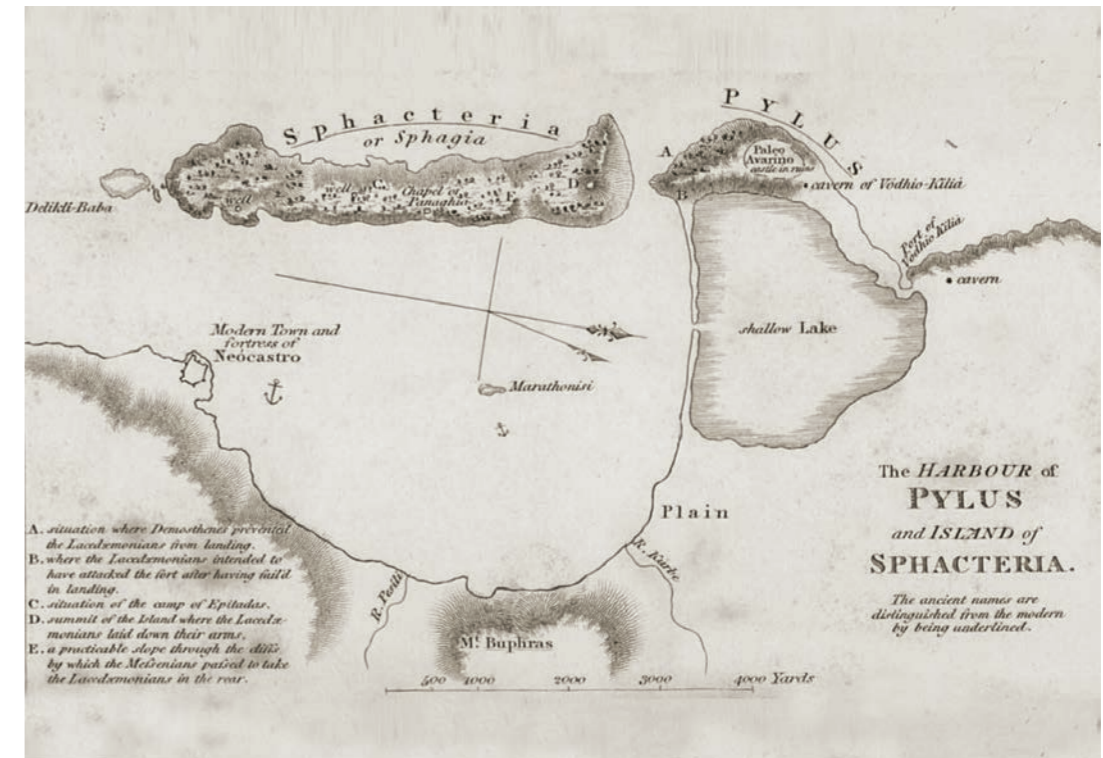 Sphacteria
or Sphagia
PYLUS
A
Paleo
Avarino
castle in ruins
cavern of Vódhio-Kiliá
B
well
C.
Chapel of
Panaghia
E
D
well
Delikli-Baba
Port of
Vódhio Kiliá
cavern
shallow Lake
Modern Town and
fortress of
Neócastro
Marathonisi
The HARBOUR of
PYLUS
and ISLAND of
SPHACTERIA.
The ancient names are
distinguished from the modern
by being underlined.
Plain
R. Kurbe
R. Pesili
Mt. Buphras
A. situation where Demosthenes prevented
the Lacedæmonians from landing.
B. where the Lacedæmonians intended to
have attacked the fort after having fail'd
in landing.
C. situation of the camp of Epitadas.
D. summit of the Island where the Lacedæ-
monians laid down their arms.
E. a practicable slope through the cliffs
by which the Meſsenians paſsed to take
the Lacedæmonians in the rear.
500 1000 2000 3000 4000 Yards